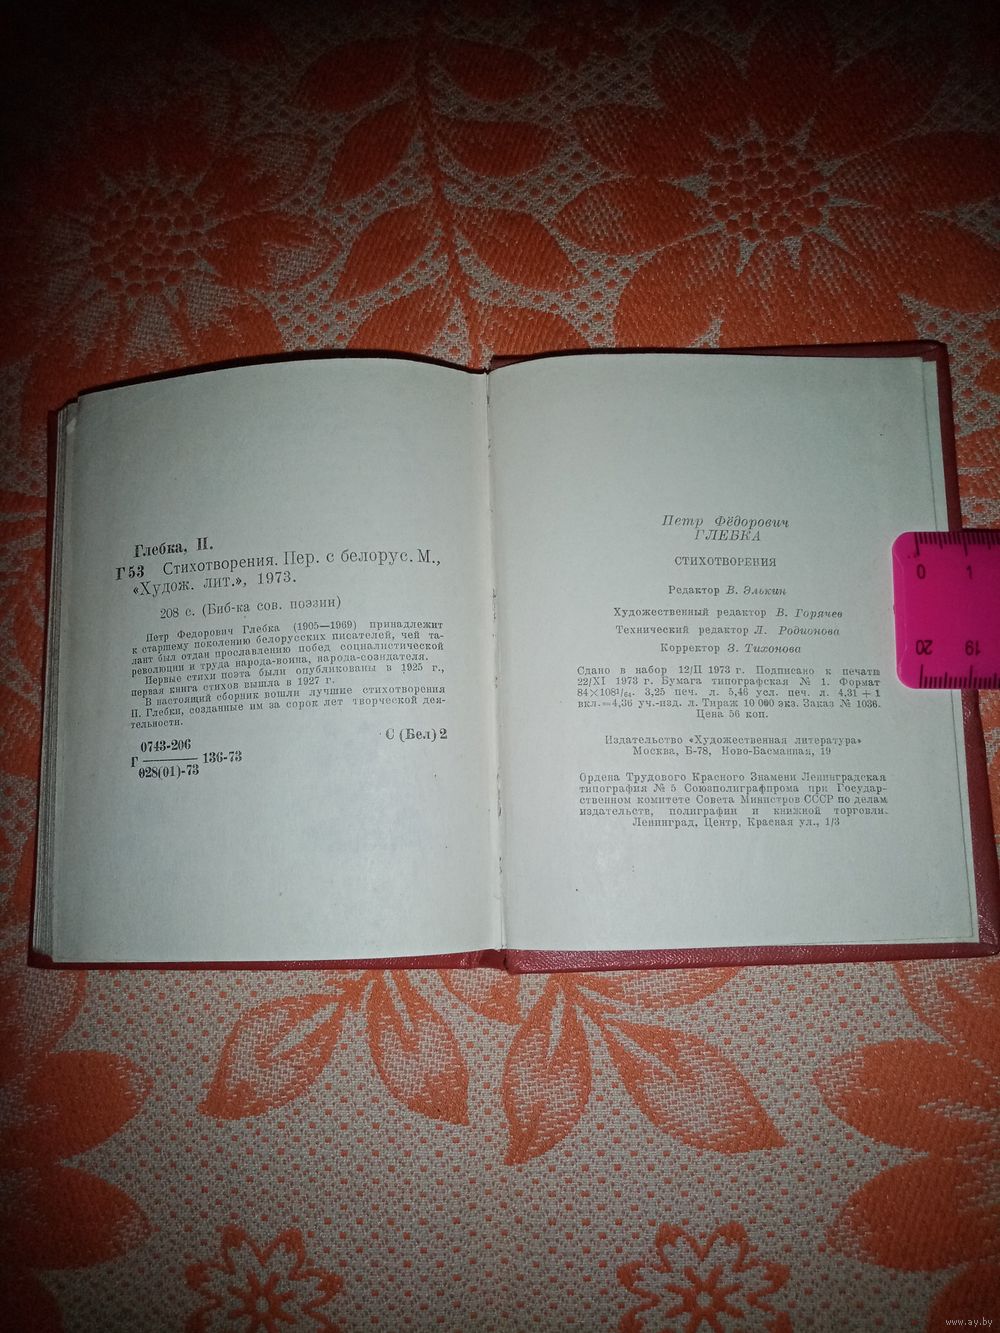 Глебка, П.
Г53 Стихотворения. Пер. с белорус. М.,
«Худож. лит.», 1973.
208 с. (Биб-ка сов. поэзии)
Петр Федорович Глебка (1905—1969) принадлежит
к старшему поколению белорусских писателей, чей та-
лант был отдан прославлению побед социалистической
революции и труда народа-воина, народа-созидателя.
Первые стихи поэта были опубликованы в 1925 г.,
первая книга стихов вышла в 1927 г.
В настоящий сборник вошли лучшие стихотворения
П. Глебки, созданные им за сорок лет творческой дея-
тельности.
0743-206
Г 136-73
028(01)-73
С (Бел) 2
Петр Фёдорович
ГЛЕБКА
СТИХОТВОРЕНИЯ
Редактор В. Элькин
Художественный редактор В. Горячев
Технический редактор Л. Родионова
Корректор З. Тихонова
Сдано в набор 12/II 1973 г. Подписано к печати
22/XI 1973 г. Бумага типографская № 1. Формат
84×108¹/₆₄. 3,25 печ. л. 5,46 усл. печ. л. 4,31 + 1
вкл.=4,36 уч.-изд. л. Тираж 10 000 экз. Заказ № 1036.
Цена 56 коп.
Издательство «Художественная литература»
Москва, Б-78, Ново-Басманная, 19
Ордена Трудового Красного Знамени Ленинградская
типография № 5 Союзполиграфпрома при Государ-
ственном комитете Совета Министров СССР по делам
издательств, полиграфии и книжной торговли.
Ленинград, Центр, Красная ул., 1/3
0 1
20 19
www.ay.by